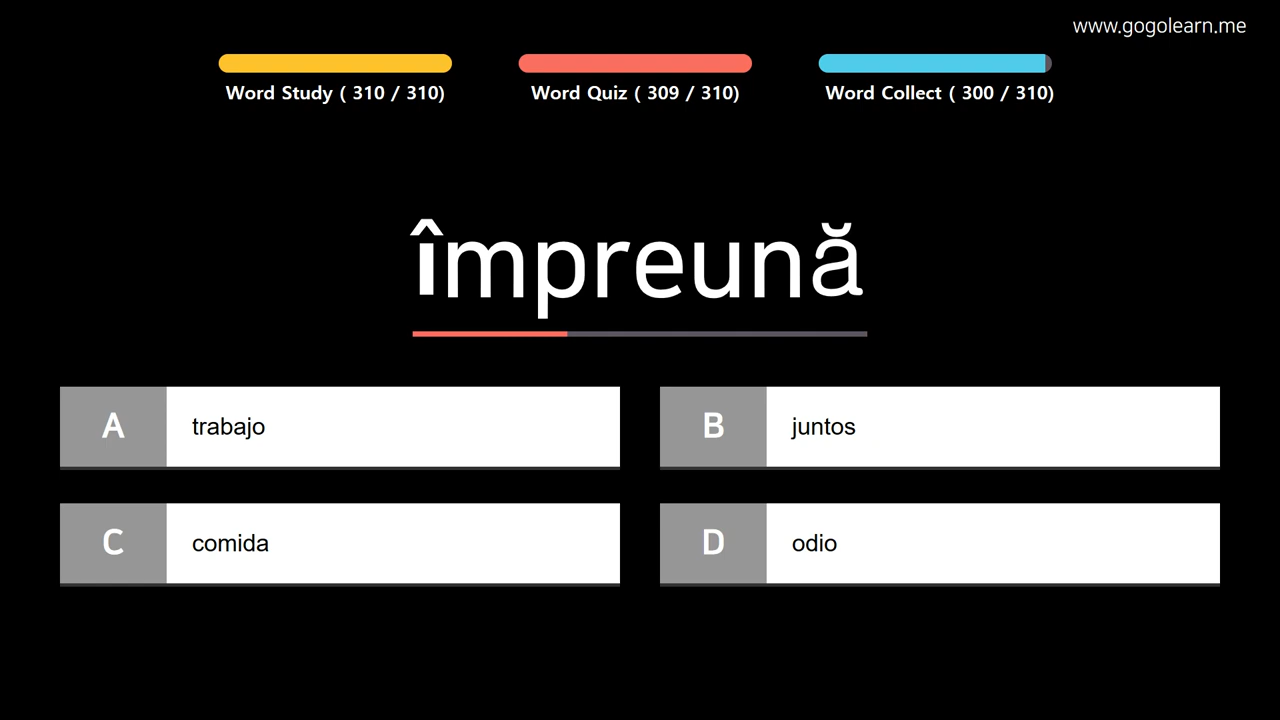 www.gogolearn.me
Word Study ( 310 / 310)
Word Quiz ( 309 / 310)
Word Collect ( 300 / 310)
împreună
A
trabajo
B
juntos
C
comida
D
odio